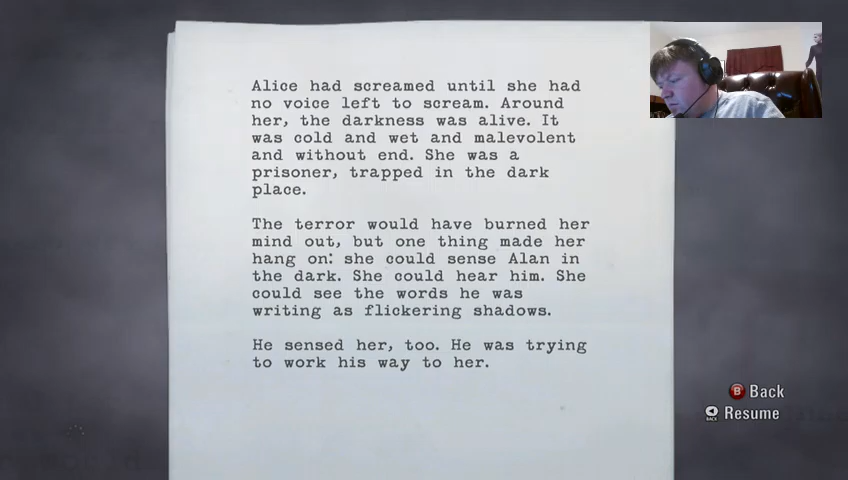 Alice had screamed until she had
no voice left to scream. Around
her, the darkness was alive. It
was cold and wet and malevolent
and without end. She was a
prisoner, trapped in the dark
place.
The terror would have burned her
mind out, but one thing made her
hang on: she could sense Alan in
the dark. She could hear him. She
could see the words he was
writing as flickering shadows.
He sensed her, too. He was trying
to work his way to her.
B Back
BACK Resume